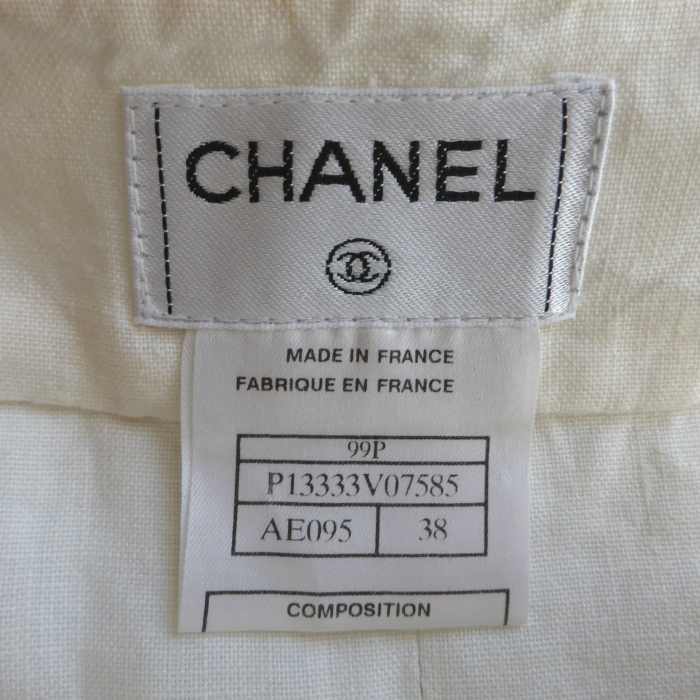 CHANEL
MADE IN FRANCE
FABRIQUE EN FRANCE
99P
P13333V07585
AE095 38
COMPOSITION